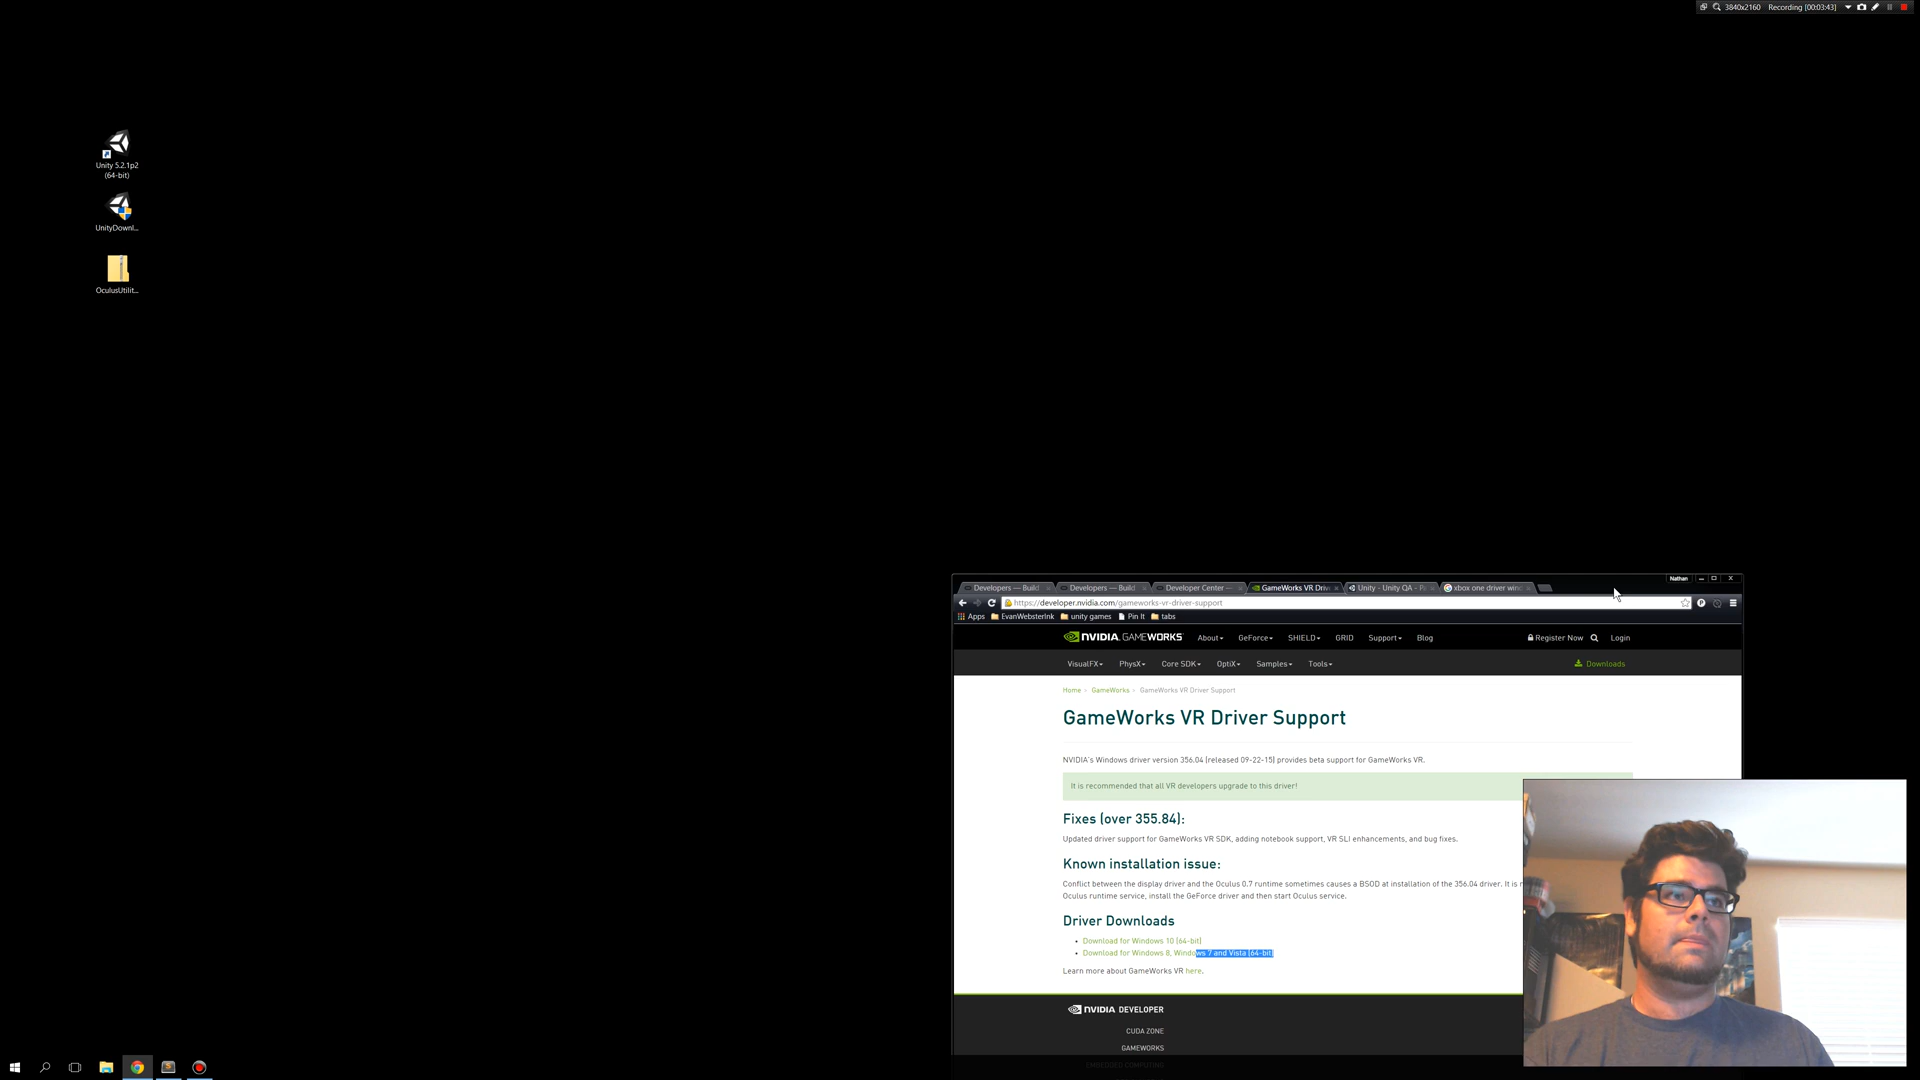 3840x2160 Recording [00:03:43]
Unity 5.2.1p2
(64-bit)
UnityDownl...
OculusUtilit...
Nathan
Developers — Build
Developers — Build
Developer Center —
GameWorks VR Driv
Unity - Unity QA - P
xbox one driver wind
https://developer.nvidia.com/gameworks-vr-driver-support
Apps EvanWebsterInk unity games Pin It tabs
NVIDIA. GAMEWORKS About GeForce SHIELD GRID Support Blog Register Now Login
VisualFX PhysX Core SDK OptiX Samples Tools Downloads
Home GameWorks GameWorks VR Driver Support
GameWorks VR Driver Support
NVIDIA's Windows driver version 356.04 (released 09-22-15) provides beta support for GameWorks VR.
It is recommended that all VR developers upgrade to this driver!
Fixes (over 355.84):
Updated driver support for GameWorks VR SDK, adding notebook support, VR SLI enhancements, and bug fixes.
Known installation issue:
Conflict between the display driver and the Oculus 0.7 runtime sometimes causes a BSOD at installation of the 356.04 driver. It is
Oculus runtime service, install the GeForce driver and then start Oculus service.
Driver Downloads
Download for Windows 10 (64-bit)
Download for Windows 8, Windows 7 and Vista (64-bit)
Learn more about GameWorks VR here.
NVIDIA DEVELOPER
CUDA ZONE
GAMEWORKS
EMBEDDED COMPUTING